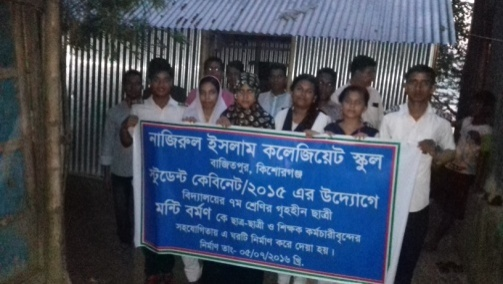 নাজিরুল ইসলাম কলেজিয়েট স্কুল
বাজিতপুর, কিশোরগঞ্জ
স্টুডেন্ট কেবিনেট/২০১৫ এর উদ্যোগে
বিদ্যালয়ের ৭ম শ্রেণির গৃহহীন ছাত্রী
মন্টি বর্মণ কে ছাত্র-ছাত্রী ও শিক্ষক কর্মচারীবৃন্দের
সহযোগিতায় এ ঘরটি নির্মাণ করে দেয়া হয়।
নির্মাণ তাং- ০৫/০৭/২০১৬ খ্রি.